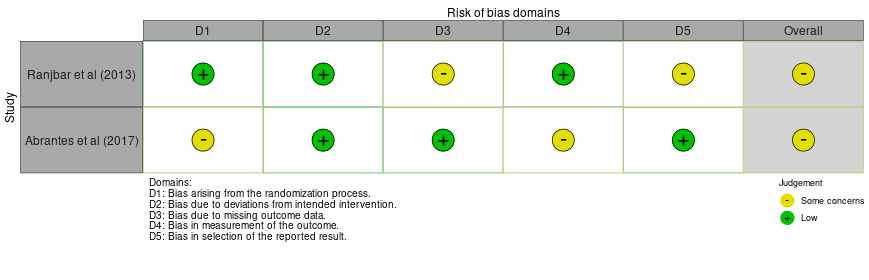 Risk of bias domains
D1 D2 D3 D4 D5 Overall
Study
Ranjbar et al (2013) + + - + - -
Abrantes et al (2017) - + + - + -
Domains:
D1: Bias arising from the randomization process.
D2: Bias due to deviations from intended intervention.
D3: Bias due to missing outcome data.
D4: Bias in measurement of the outcome.
D5: Bias in selection of the reported result.
Judgement
- Some concerns
+ Low